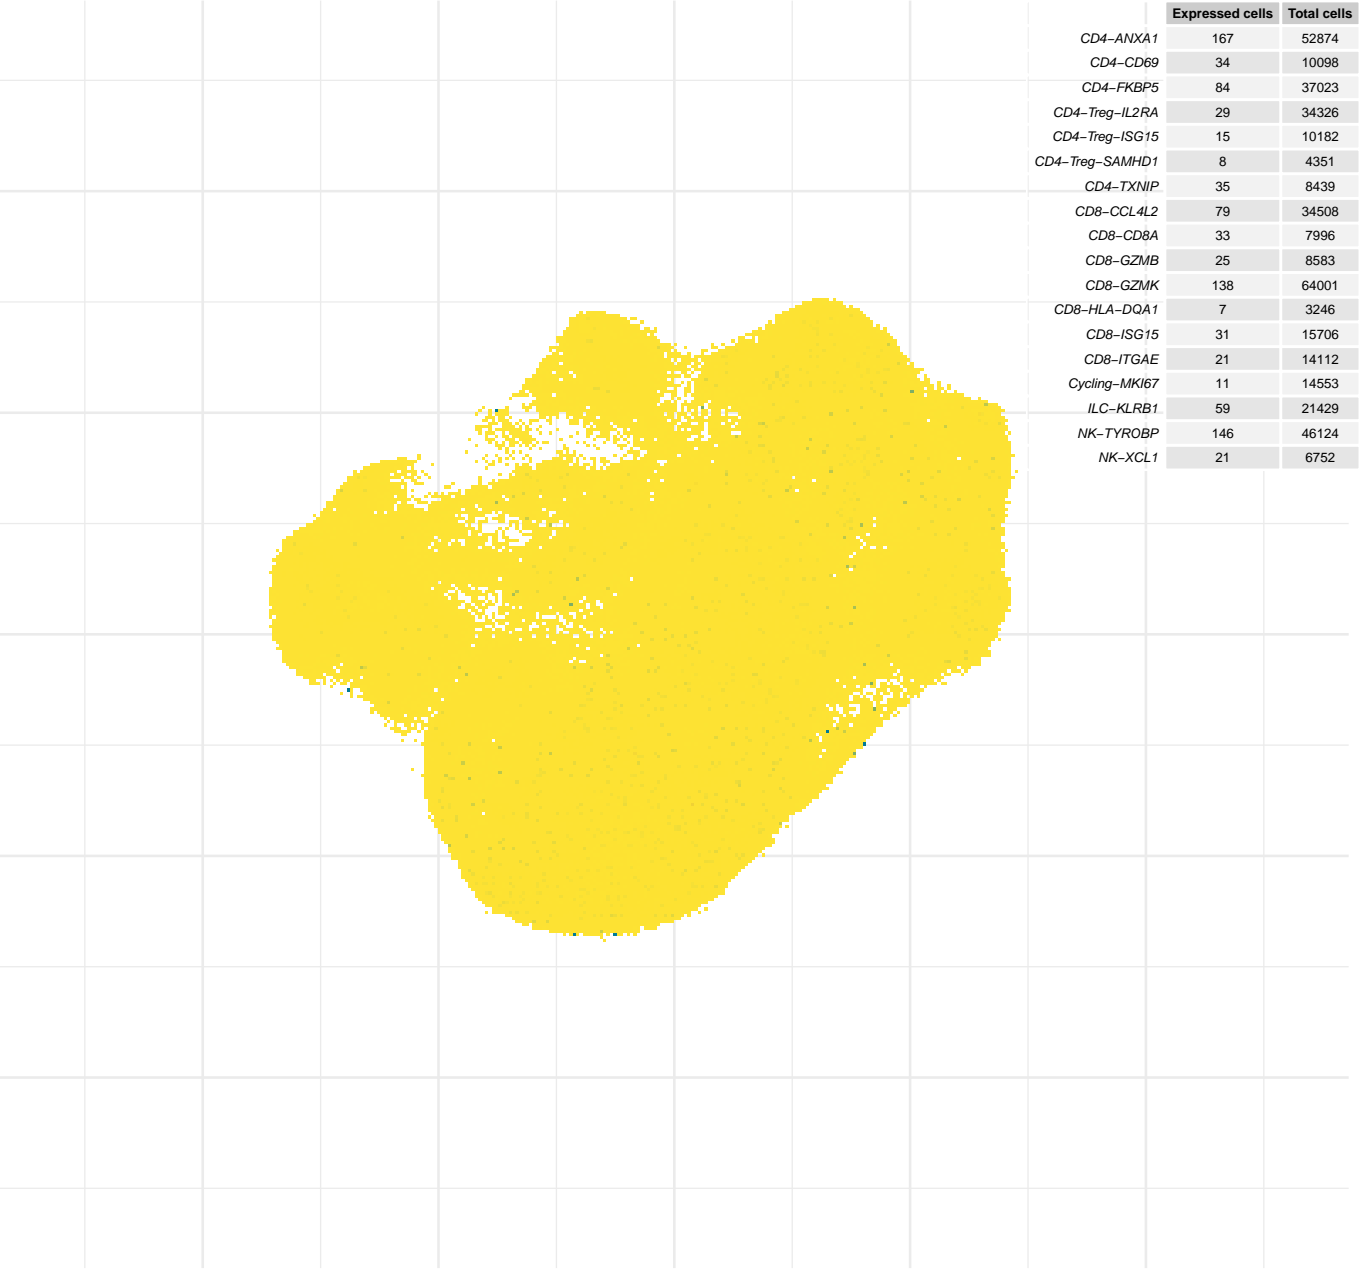 Expressed cells Total cells
CD4−ANXA1 167 52874
CD4−CD69 34 10098
CD4−FKBP5 84 37023
CD4−Treg−IL2RA 29 34326
CD4−Treg−ISG15 15 10182
CD4−Treg−SAMHD1 8 4351
CD4−TXNIP 35 8439
CD8−CCL4L2 79 34508
CD8−CD8A 33 7996
CD8−GZMB 25 8583
CD8−GZMK 138 64001
CD8−HLA−DQA1 7 3246
CD8−ISG15 31 15706
CD8−ITGAE 21 14112
Cycling−MKI67 11 14553
ILC−KLRB1 59 21429
NK−TYROBP 146 46124
NK−XCL1 21 6752